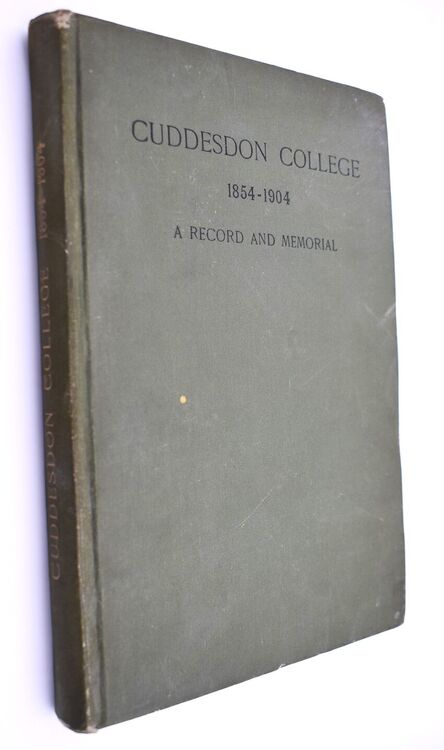 CUDDESDON COLLEGE
1854-1904
A RECORD AND MEMORIAL
CUDDESDON COLLEGE 1854-1904